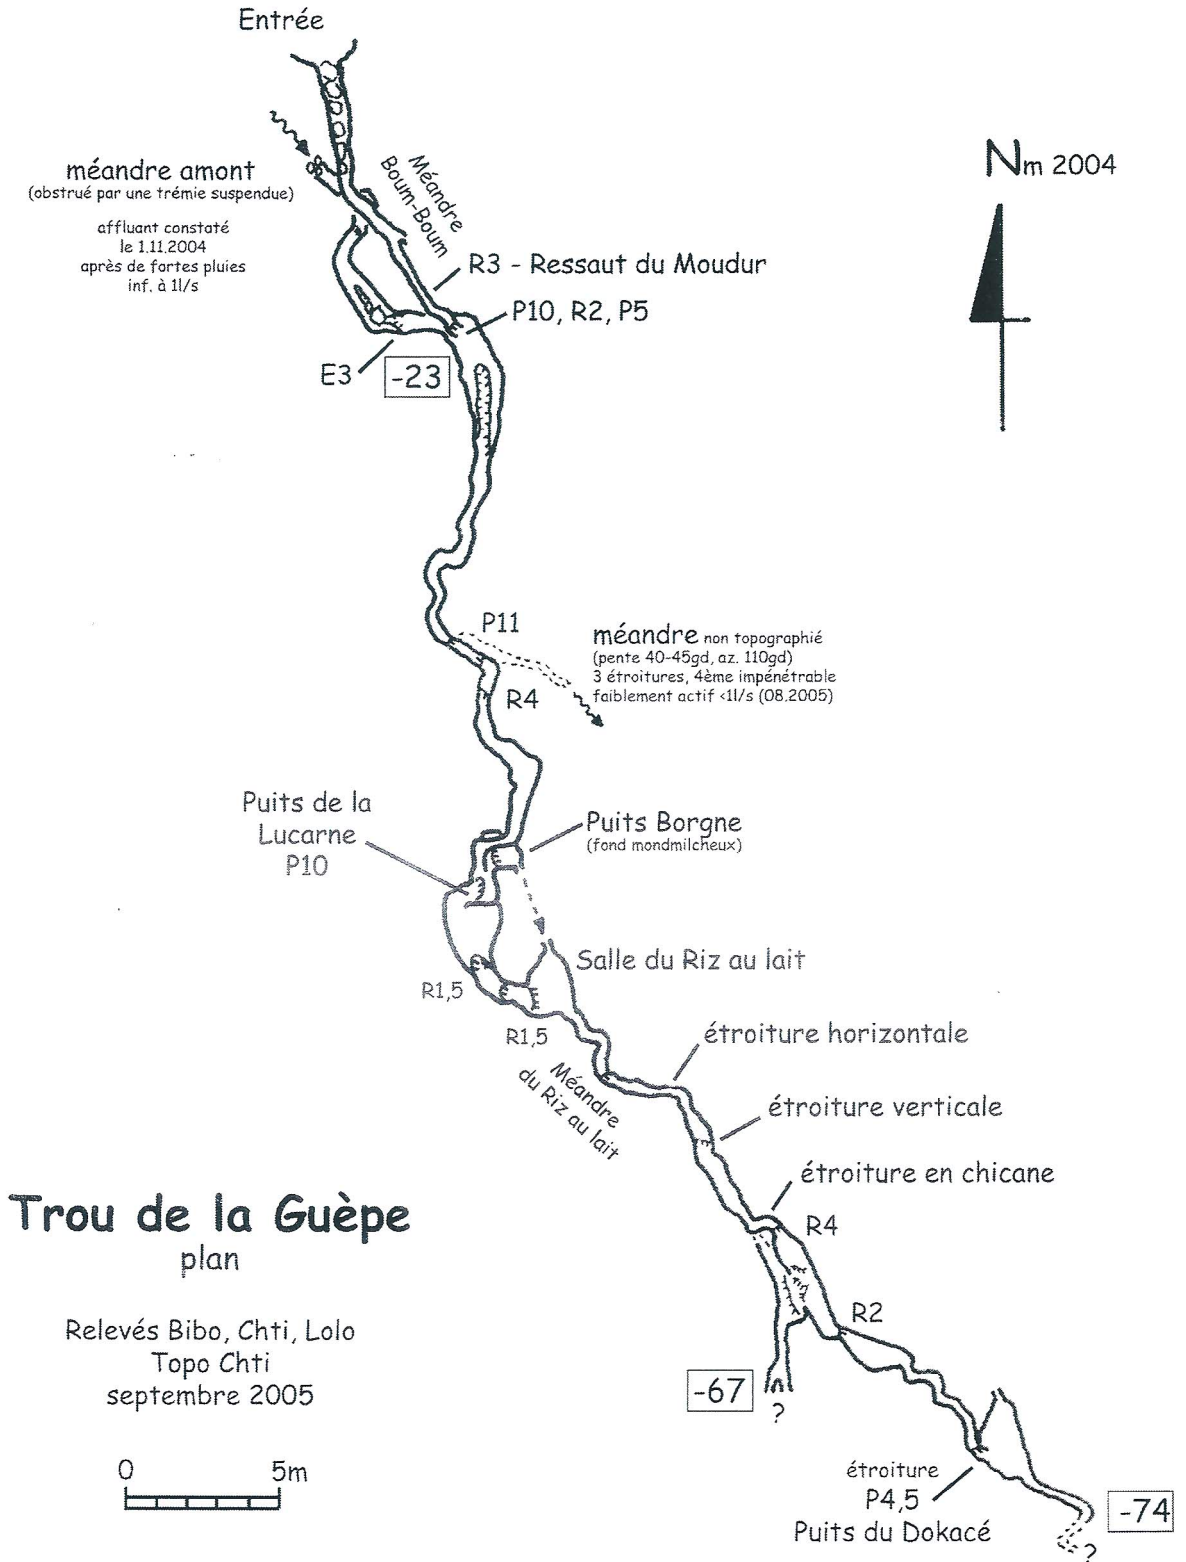 Entrée
Nm 2004
méandre amont
(obstrué par une trémie suspendue)
affluant constaté
le 1.11.2004
après de fortes pluies
inf. à 1l/s
Méandre
Boum-Boum
R3 - Ressaut du Moudur
P10, R2, P5
E3
-23
P11
méandre non topographié
(pente 40-45gd, az. 110gd)
3 étroitures, 4ème impénétrable
faiblement actif <1l/s (08.2005)
R4
Puits de la
Lucarne
P10
Puits Borgne
(fond mondmilcheux)
Salle du Riz au lait
R1,5
R1,5
Méandre
du Riz au lait
étroiture horizontale
étroiture verticale
étroiture en chicane
R4
R2
-67
?
Trou de la Guèpe
plan
Relevés Bibo, Chti, Lolo
Topo Chti
septembre 2005
0 5m
étroiture
P4,5
Puits du Dokacé
-74
?